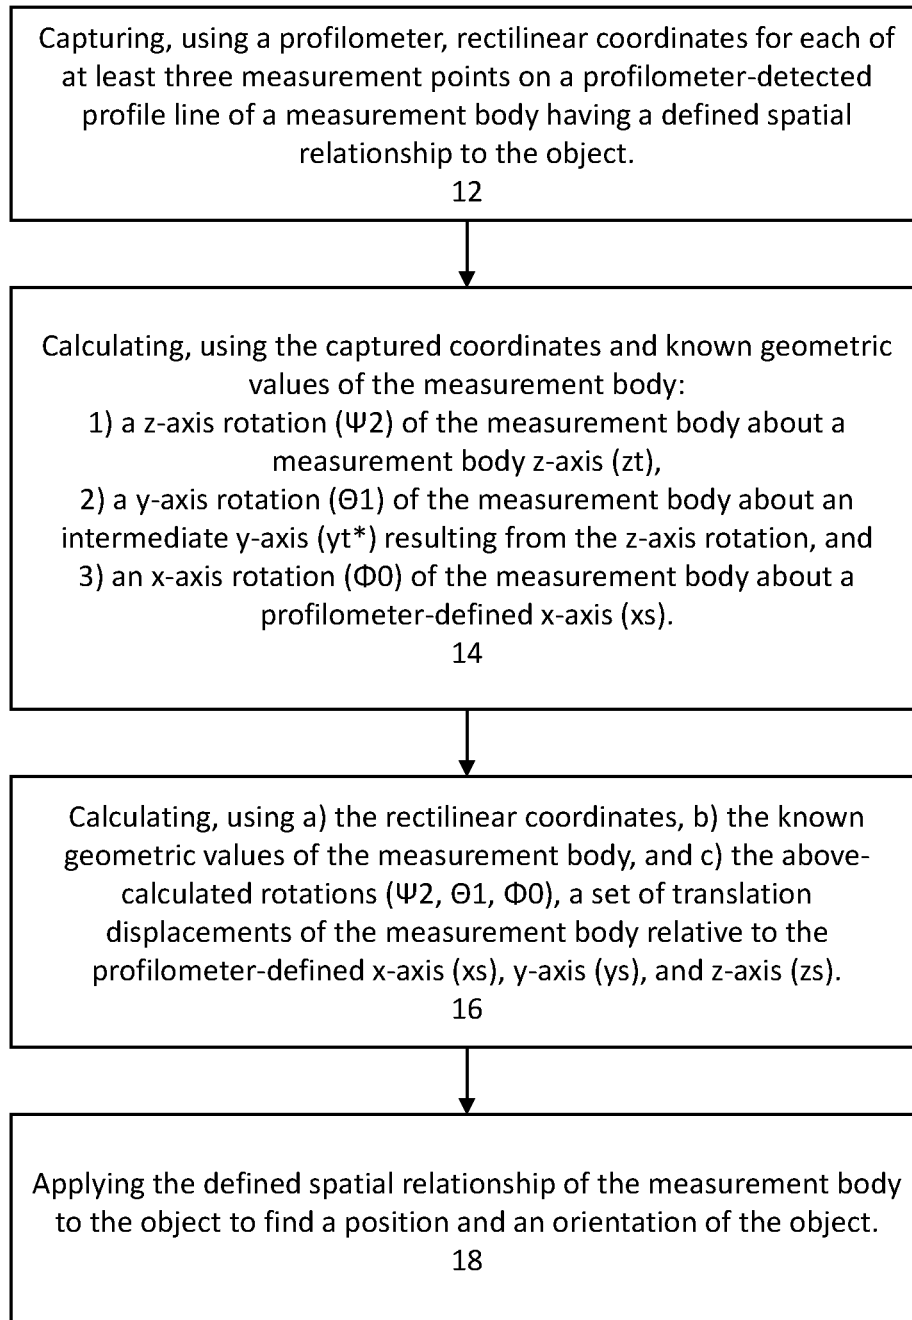 Capturing, using a profilometer, rectilinear coordinates for each of
at least three measurement points on a profilometer-detected
profile line of a measurement body having a defined spatial
relationship to the object.
12
Calculating, using the captured coordinates and known geometric
values of the measurement body:
1) a z-axis rotation (Ψ2) of the measurement body about a
measurement body z-axis (zt),
2) a y-axis rotation (Θ1) of the measurement body about an
intermediate y-axis (yt*) resulting from the z-axis rotation, and
3) an x-axis rotation (Φ0) of the measurement body about a
profilometer-defined x-axis (xs).
14
Calculating, using a) the rectilinear coordinates, b) the known
geometric values of the measurement body, and c) the above-
calculated rotations (Ψ2, Θ1, Φ0), a set of translation
displacements of the measurement body relative to the
profilometer-defined x-axis (xs), y-axis (ys), and z-axis (zs).
16
Applying the defined spatial relationship of the measurement body
to the object to find a position and an orientation of the object.
18